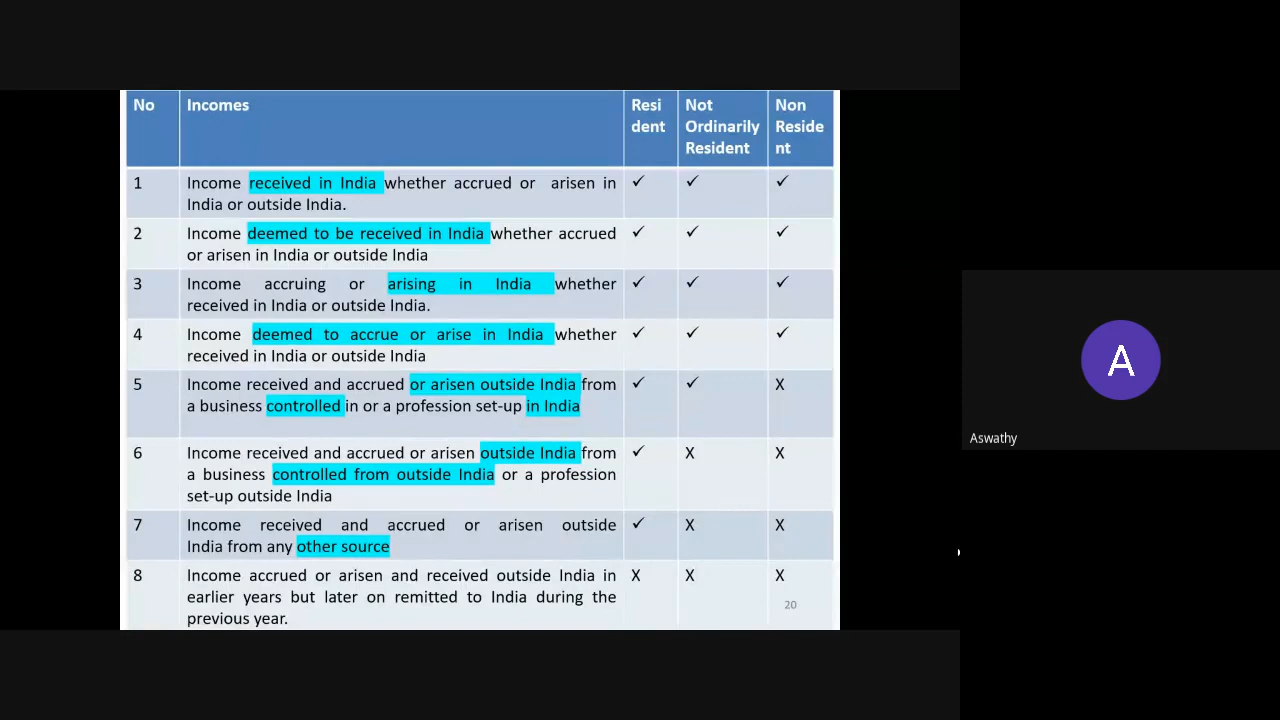 No Incomes Resi Not Non
dent Ordinarily Reside
Resident nt
1 Income received in India whether accrued or arisen in ✓ ✓ ✓
India or outside India.
2 Income deemed to be received in India whether accrued ✓ ✓ ✓
or arisen in India or outside India
3 Income accruing or arising in India whether ✓ ✓ ✓
received in India or outside India.
4 Income deemed to accrue or arise in India whether ✓ ✓ ✓
received in India or outside India
5 Income received and accrued or arisen outside India from ✓ ✓ X
a business controlled in or a profession set-up in India
6 Income received and accrued or arisen outside India from ✓ X X
a business controlled from outside India or a profession
set-up outside India
7 Income received and accrued or arisen outside ✓ X X
India from any other source
8 Income accrued or arisen and received outside India in X X X
earlier years but later on remitted to India during the
previous year.
20
A
Aswathy